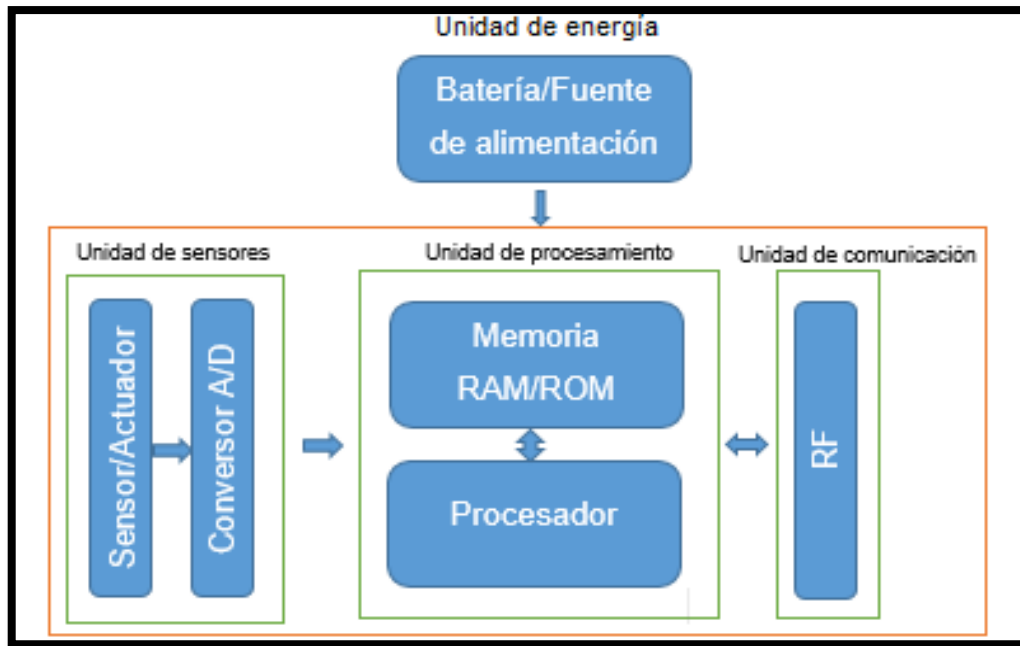 Unidad de energía
Batería/Fuente
de alimentación
Unidad de sensores
Unidad de procesamiento
Unidad de comunicación
Sensor/Actuador
Conversor A/D
Memoria
RAM/ROM
Procesador
RF